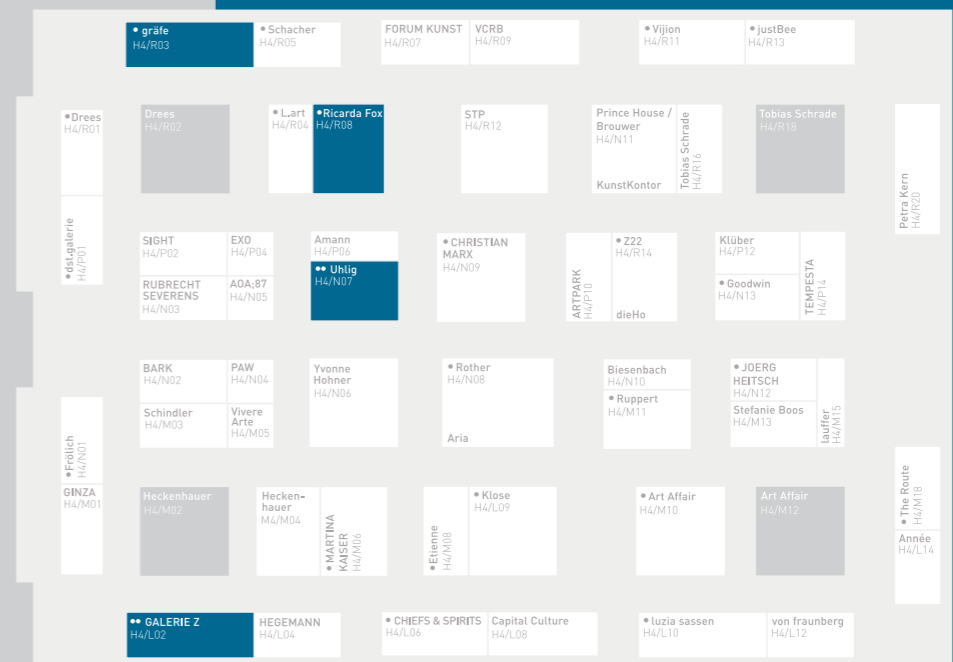 • gräfe
H4/R03
• Schacher
H4/R05
FORUM KUNST
H4/R07
VCRB
H4/R09
• Vijion
H4/R11
• justBee
H4/R13
•Drees
H4/R01
Drees
H4/R02
• L.art
H4/R04
•Ricarda Fox
H4/R08
STP
H4/R12
Prince House /
Brouwer
H4/N11
KunstKontor
Tobias Schrade
H4/R16
Tobias Schrade
H4/R18
Petra Kern
H4/R20
• dst.galerie
H4/P01
SIGHT
H4/P02
EXO
H4/P04
RUBRECHT
SEVERENS
H4/N03
AOA;87
H4/N05
Amann
H4/P06
•• Uhlig
H4/N07
• CHRISTIAN
MARX
H4/N09
ARTPARK
H4/P10
• Z22
H4/R14
dieHo
Klüber
H4/P12
• Goodwin
H4/N13
TEMPESTA
H4/P14
BARK
H4/N02
PAW
H4/N04
Schindler
H4/M03
Vivere
Arte
H4/M05
Yvonne
Hohner
H4/N06
• Rother
H4/N08
Aria
Biesenbach
H4/N10
• Ruppert
H4/M11
• JOERG
HEITSCH
H4/N12
Stefanie Boos
H4/M13
lauffer
H4/M15
• Frölich
H4/N01
GINZA
H4/M01
Heckenhauer
H4/M02
Hecken-
hauer
M4/M04
• MARTINA
KAISER
H4/M06
• Etienne
H4/M08
• Klose
H4/L09
• Art Affair
H4/M10
Art Affair
H4/M12
• The Route
H4/M18
Année
H4/L14
•• GALERIE Z
H4/L02
HEGEMANN
H4/L04
• CHIEFS & SPIRITS
H4/L06
Capital Culture
H4/L08
• luzia sassen
H4/L10
von fraunberg
H4/L12